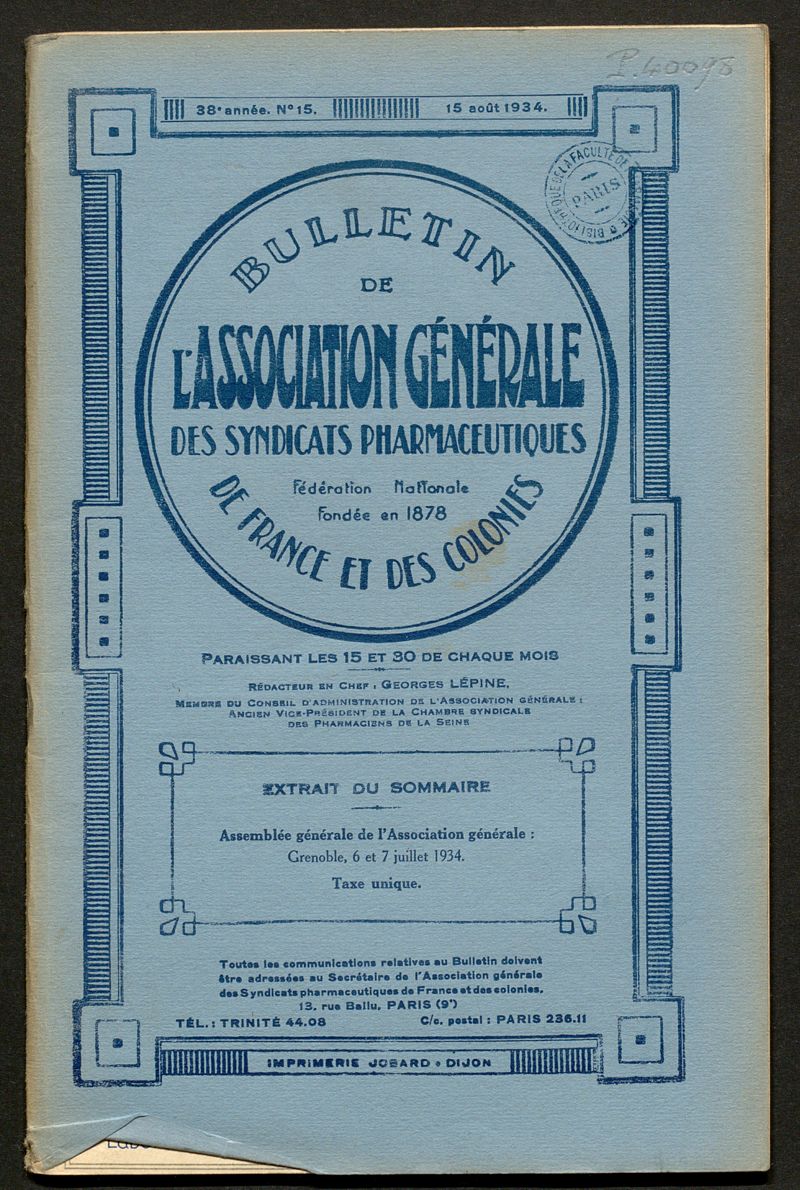 P.40098
38e année. No 15.
15 août 1934.
BIBLIOTHÈQUE DE LA FACULTÉ DE
PARIS
BULLETIN
DE
L'ASSOCIATION GÉNÉRALE
DES SYNDICATS PHARMACEUTIQUES
Fédération Nationale
fondée en 1878
DE FRANCE ET DES COLONIES
PARAISSANT LES 15 ET 30 DE CHAQUE MOIS
RÉDACTEUR EN CHEF : GEORGES LÉPINE,
MEMBRE DU CONSEIL D'ADMINISTRATION DE L'ASSOCIATION GÉNÉRALE :
ANCIEN VICE-PRÉSIDENT DE LA CHAMBRE SYNDICALE
DES PHARMACIENS DE LA SEINE
EXTRAIT DU SOMMAIRE
Assemblée générale de l'Association générale :
Grenoble, 6 et 7 juillet 1934.
Taxe unique.
Toutes les communications relatives au Bulletin doivent
être adressées au Secrétaire de l'Association générale
des Syndicats pharmaceutiques de France et des colonies.
13, rue Ballu, PARIS (9e)
TÉL.: TRINITÉ 44.08 C/c. postal : PARIS 236.11
IMPRIMERIE JOBARD • DIJON